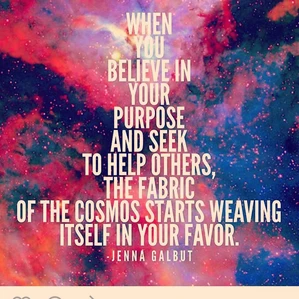 WHEN
YOU
BELIEVE IN
YOUR
PURPOSE
AND SEEK
TO HELP OTHERS,
THE FABRIC
OF THE COSMOS STARTS WEAVING
ITSELF IN YOUR FAVOR.
-JENNA GALBUT